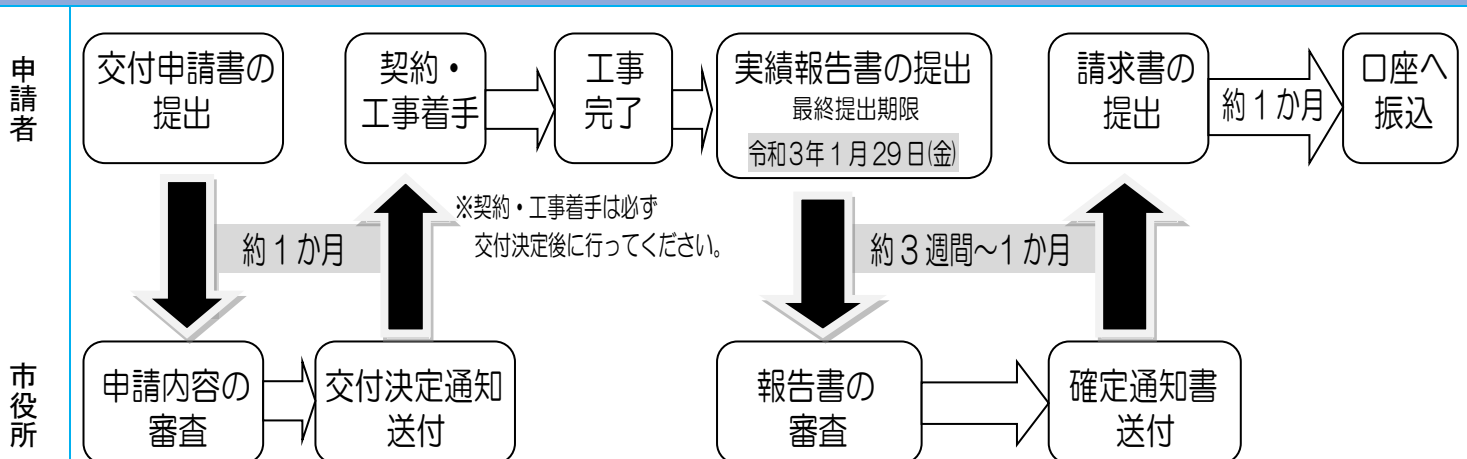 申請者
交付申請書の
提出
契約・
工事着手
工事
完了
実績報告書の提出
最終提出期限
令和3年1月29日(金)
請求書の
提出
約1か月
口座へ
振込
約1か月
※契約・工事着手は必ず
交付決定後に行ってください。
約3週間～1か月
市役所
申請内容の
審査
交付決定通知
送付
報告書の
審査
確定通知書
送付